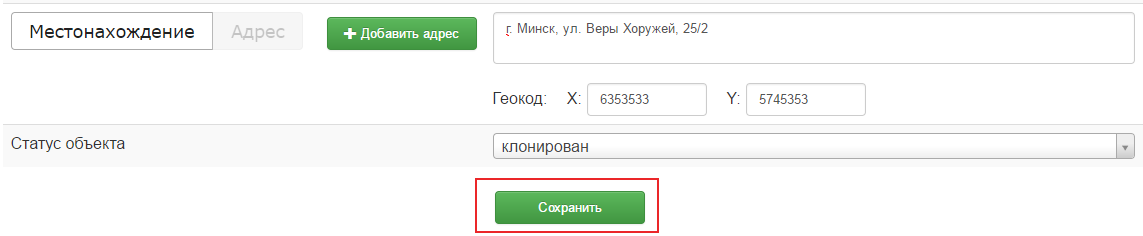 Местонахождение Адрес Добавить адрес г. Минск, ул. Веры Хоружей, 25/2
Геокод: X: 6353533 Y: 5745353
Статус объекта клонирован
Сохранить